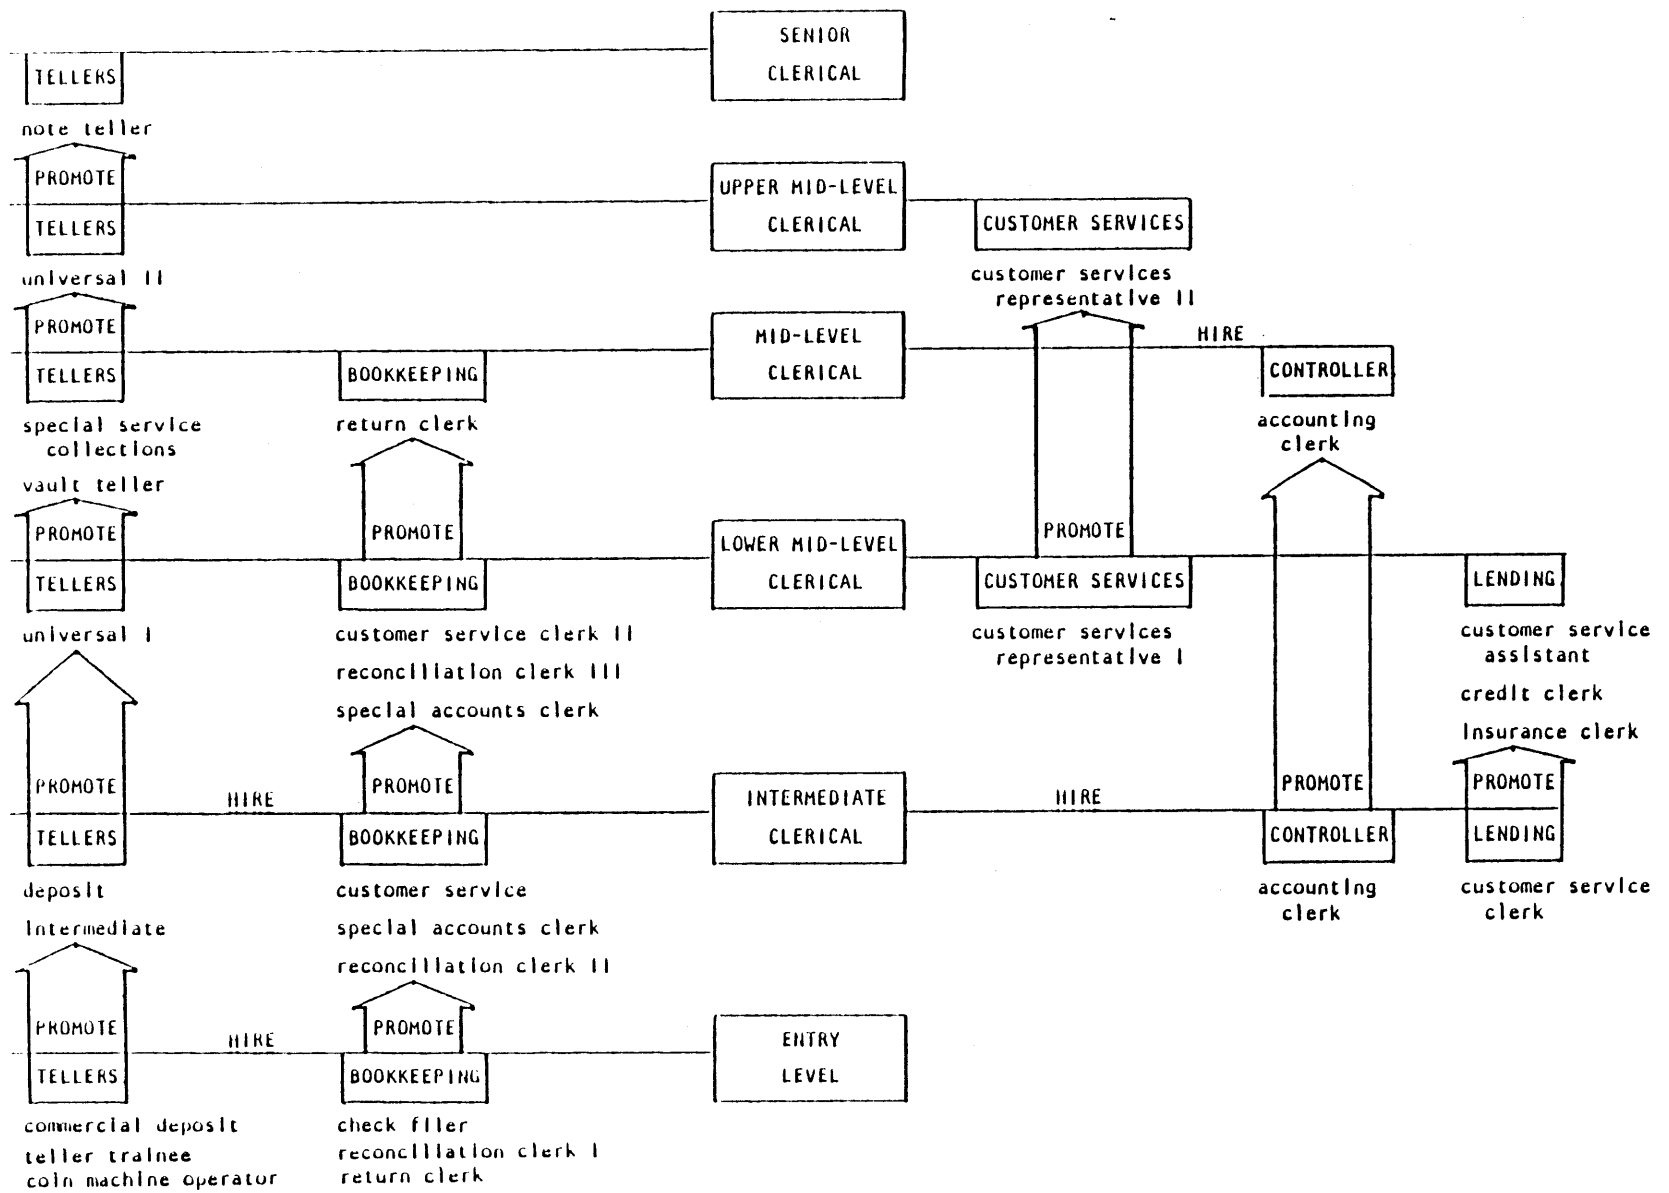 SENIOR
CLERICAL
TELLERS
note teller
PROMOTE
TELLERS
UPPER MID-LEVEL
CLERICAL
CUSTOMER SERVICES
universal II
customer services
representative II
PROMOTE
TELLERS
BOOKKEEPING
MID-LEVEL
CLERICAL
HIRE
CONTROLLER
special service
collections
vault teller
return clerk
accounting
clerk
PROMOTE
TELLERS
PROMOTE
BOOKKEEPING
LOWER MID-LEVEL
CLERICAL
PROMOTE
CUSTOMER SERVICES
LENDING
universal I
customer service clerk II
reconciliation clerk III
special accounts clerk
customer services
representative I
customer service
assistant
credit clerk
insurance clerk
PROMOTE
TELLERS
HIRE
PROMOTE
BOOKKEEPING
INTERMEDIATE
CLERICAL
HIRE
PROMOTE
CONTROLLER
PROMOTE
LENDING
deposit
intermediate
customer service
special accounts clerk
reconciliation clerk II
accounting
clerk
customer service
clerk
PROMOTE
TELLERS
HIRE
PROMOTE
BOOKKEEPING
ENTRY
LEVEL
commercial deposit
teller trainee
coin machine operator
check filer
reconciliation clerk I
return clerk